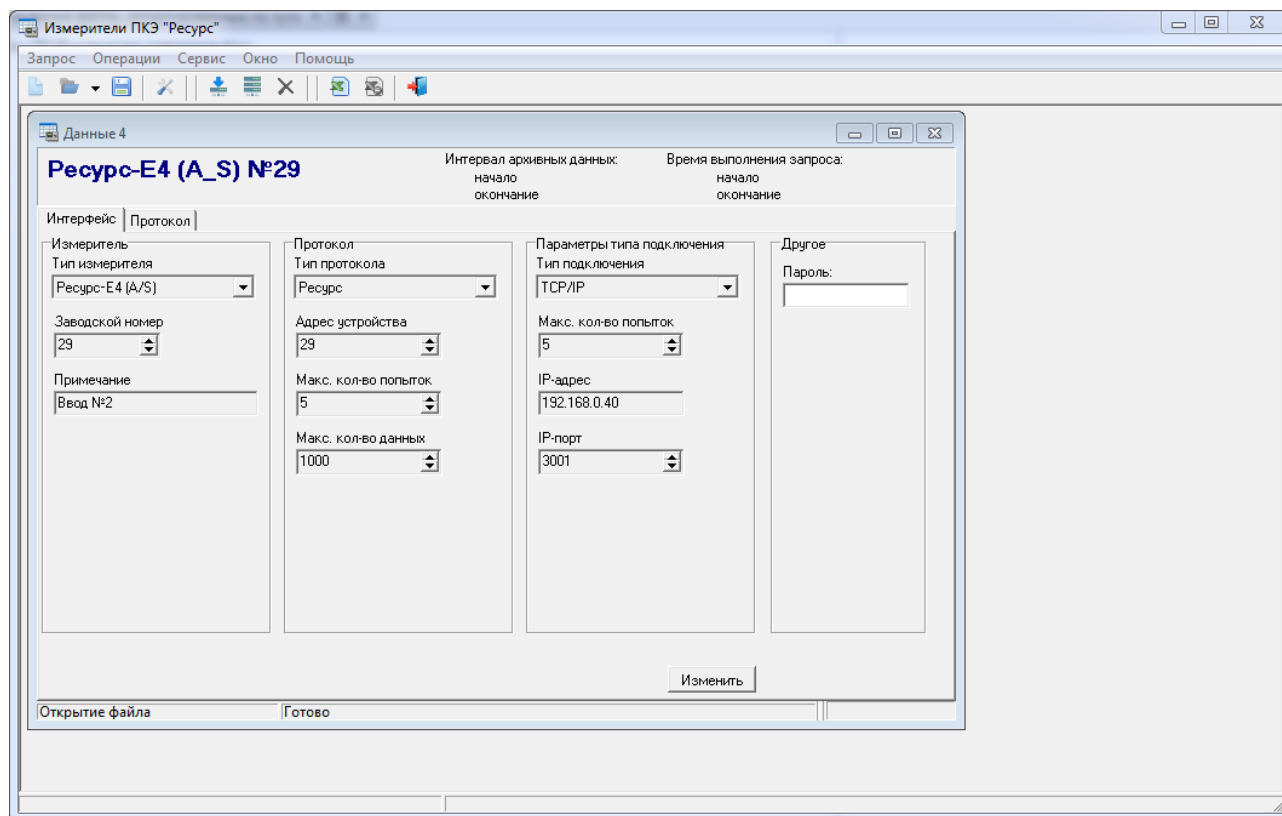 Измерители ПКЭ "Ресурс"
Запрос Операции Сервис Окно Помощь
Данные 4
Ресурс-E4 (A_S) №29
Интервал архивных данных:
начало
окончание
Время выполнения запроса:
начало
окончание
Интерфейс Протокол
Измеритель
Тип измерителя
Ресурс-E4 (A/S)
Заводской номер
29
Примечание
Ввод №2
Протокол
Тип протокола
Ресурс
Адрес устройства
29
Макс. кол-во попыток
5
Макс. кол-во данных
1000
Параметры типа подключения
Тип подключения
TCP/IP
Макс. кол-во попыток
5
IP-адрес
192.168.0.40
IP-порт
3001
Другое
Пароль:
Изменить
Открытие файла Готово